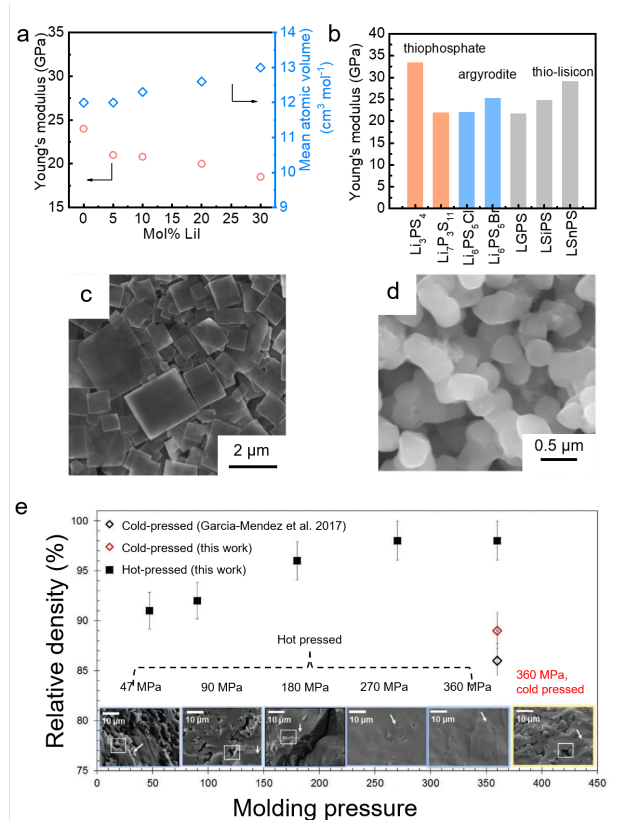 a
Young's modulus (GPa)
35
30
25
20
15
0 5 10 15 20 25 30
Mol% LiI
14
13
12
11
10
9
Mean atomic volume)
(cm³ mol⁻¹)
b
Young's modulus (GPa)
40
35
30
25
20
15
10
5
0
thiophosphate
argyrodite
thio-lisicon
Li₃PS₄
Li₇P₃S₁₁
Li₆PS₅Cl
Li₆PS₅Br
LGPS
LSiPS
LSnPS
c
2 μm
d
0.5 μm
e
Relative density (%)
100
95
90
85
80
75
Cold-pressed (Garcia-Mendez et al. 2017)
Cold-pressed (this work)
Hot-pressed (this work)
Hot pressed
47 MPa 90 MPa 180 MPa 270 MPa 360 MPa
360 MPa,
cold pressed
10 μm 10 μm 10 μm 10 μm 10 μm 10 μm
0 50 100 150 200 250 300 350 400 450
Molding pressure